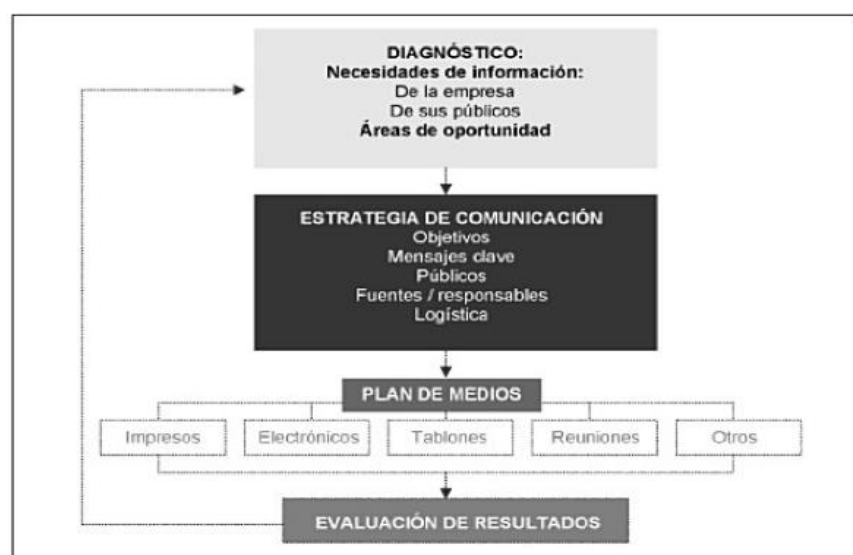 DIAGNÓSTICO:
Necesidades de información:
De la empresa
De sus públicos
Áreas de oportunidad
ESTRATEGIA DE COMUNICACIÓN
Objetivos
Mensajes clave
Públicos
Fuentes / responsables
Logística
PLAN DE MEDIOS
Impresos
Electrónicos
Tablones
Reuniones
Otros
EVALUACIÓN DE RESULTADOS